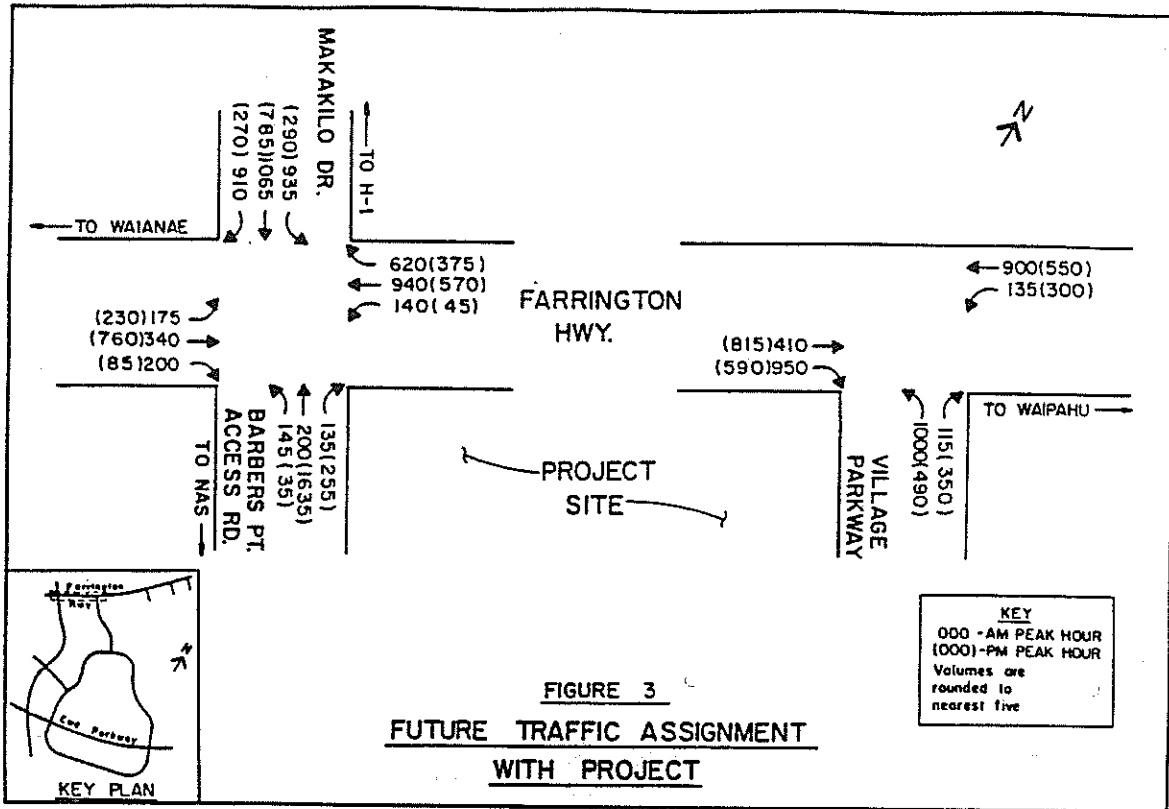 MAKAKILO DR.
(290) 935
(785) 1065
(270) 910
TO H-1
N
TO WAIANAE
620(375)
940(570)
140(45)
FARRINGTON
HWY.
900(550)
135(300)
(230)175
(760)340
(85)200
(815)410
(590)950
TO WAIPAHU
135(255)
200(1635)
145(35)
BARBERS PT.
ACCESS RD.
TO NAS
PROJECT
SITE
115(350)
1000(490)
VILLAGE
PARKWAY
Farrington
Hwy
N
Ewa Parkway
KEY PLAN
FIGURE 3
FUTURE TRAFFIC ASSIGNMENT
WITH PROJECT
KEY
000 - AM PEAK HOUR
(000) - PM PEAK HOUR
Volumes are
rounded to
nearest five